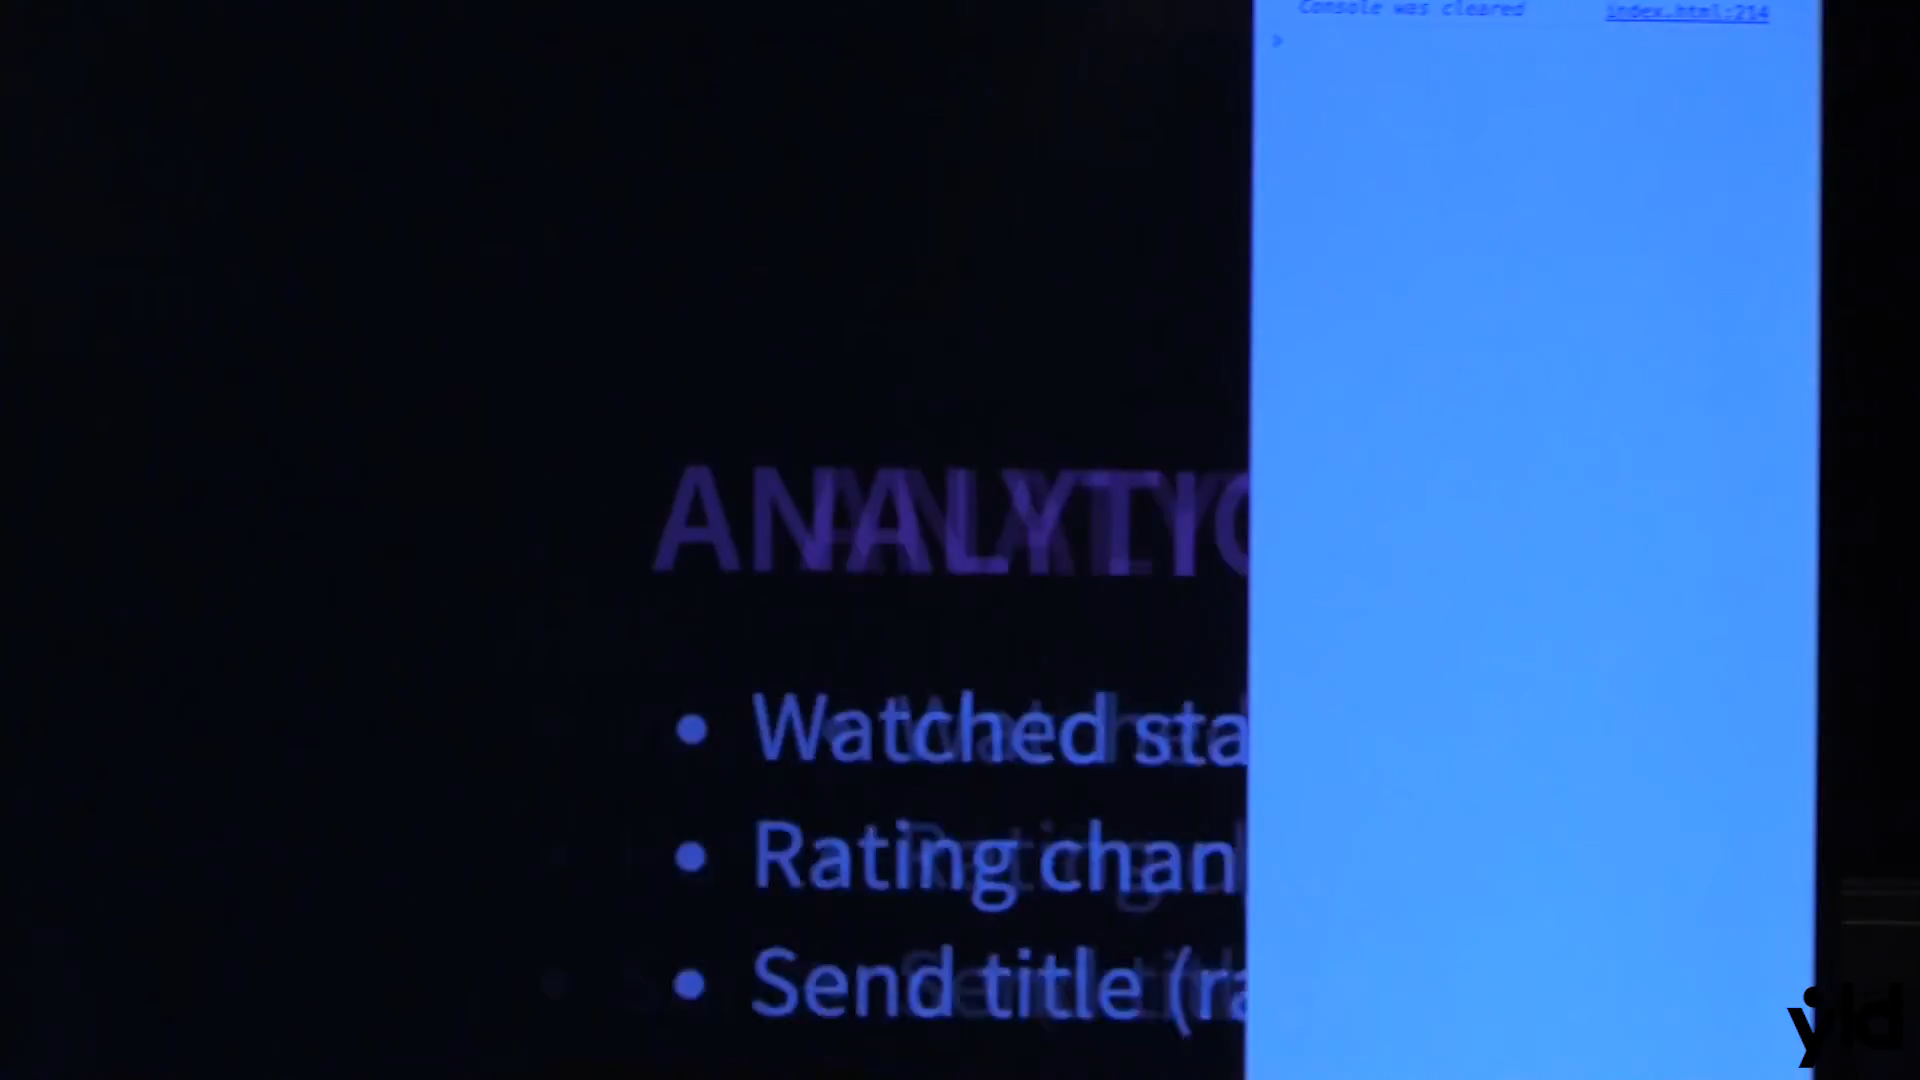 Console was cleared index.html:214
>
ANALYTIC
• Watched sta
• Rating chan
• Send title (ra
yld